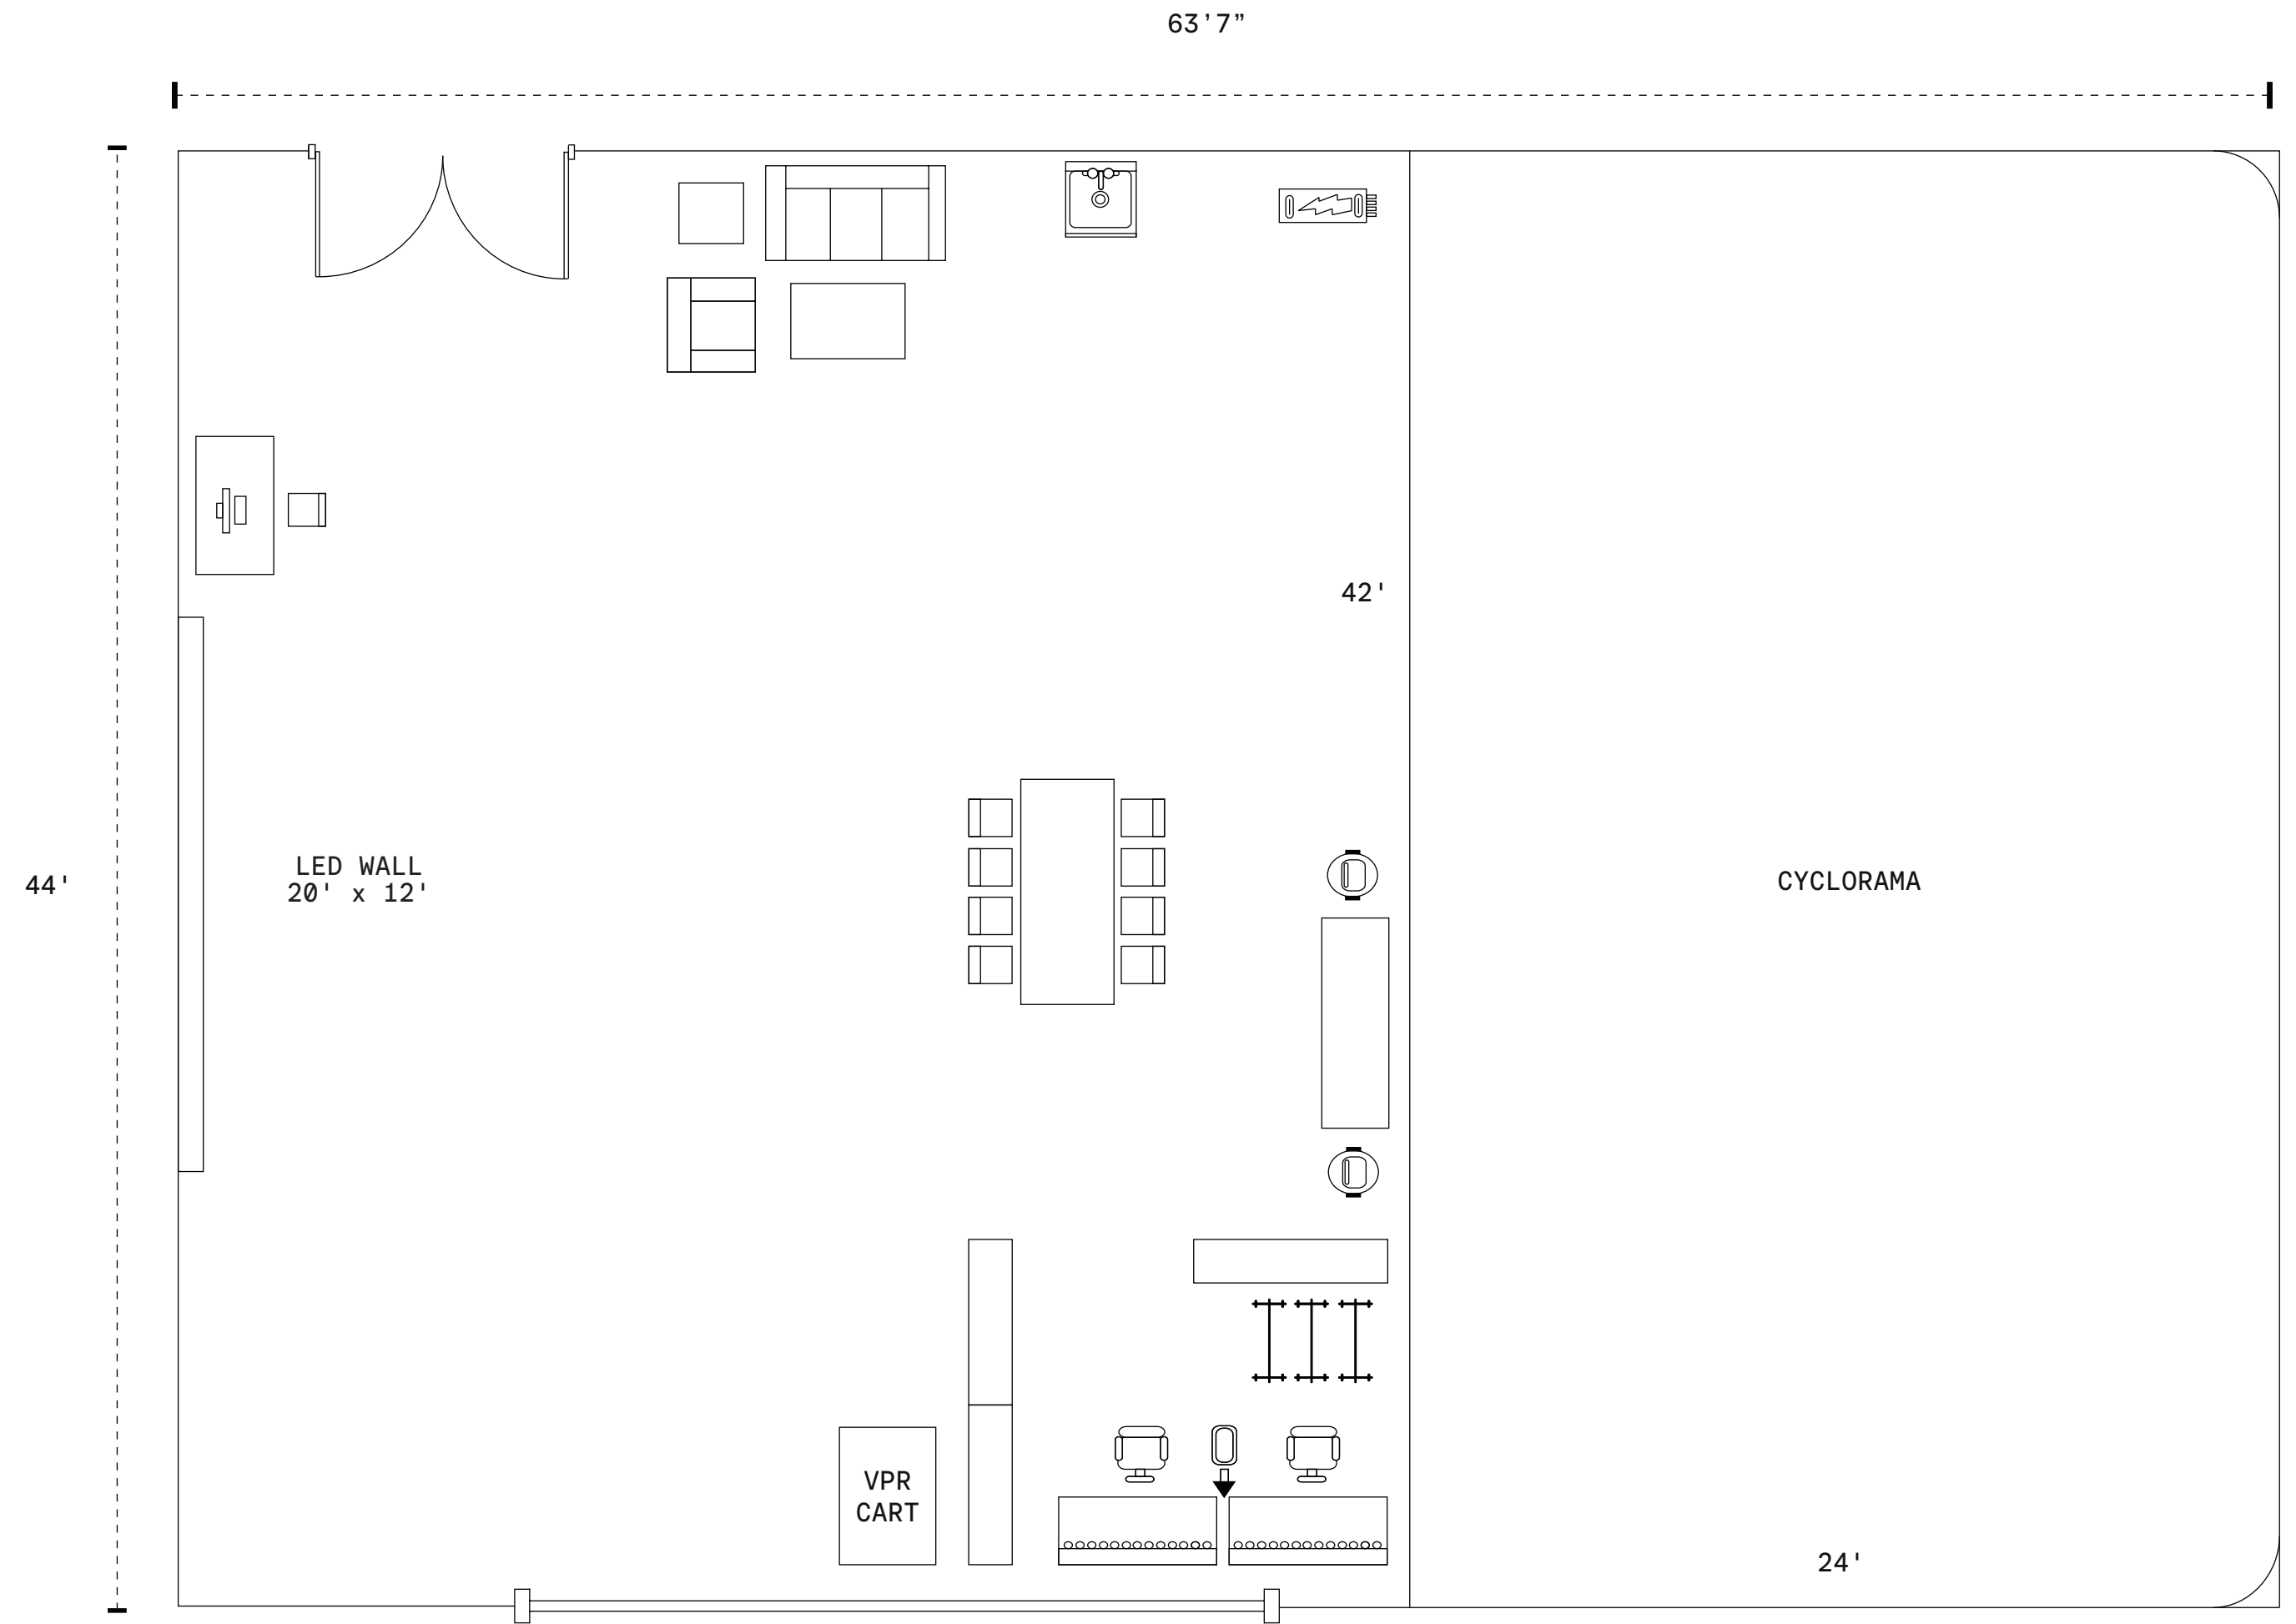 63’7”
42'
44'
LED WALL
20' x 12'
CYCLORAMA
VPR
CART
24'